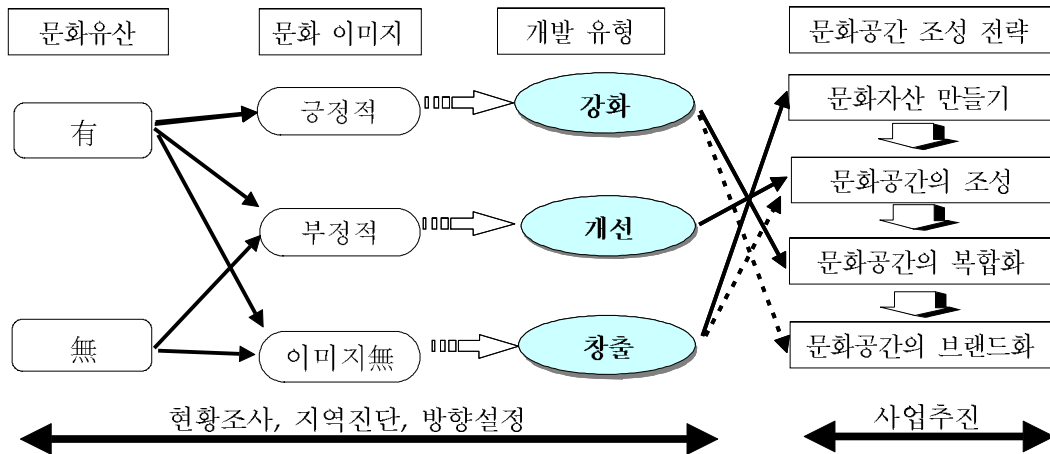 문화유산
문화 이미지
개발 유형
문화공간 조성 전략
有
긍정적
강화
문화자산 만들기
부정적
개선
문화공간의 조성
문화공간의 복합화
無
이미지無
창출
문화공간의 브랜드화
현황조사, 지역진단, 방향설정
사업추진